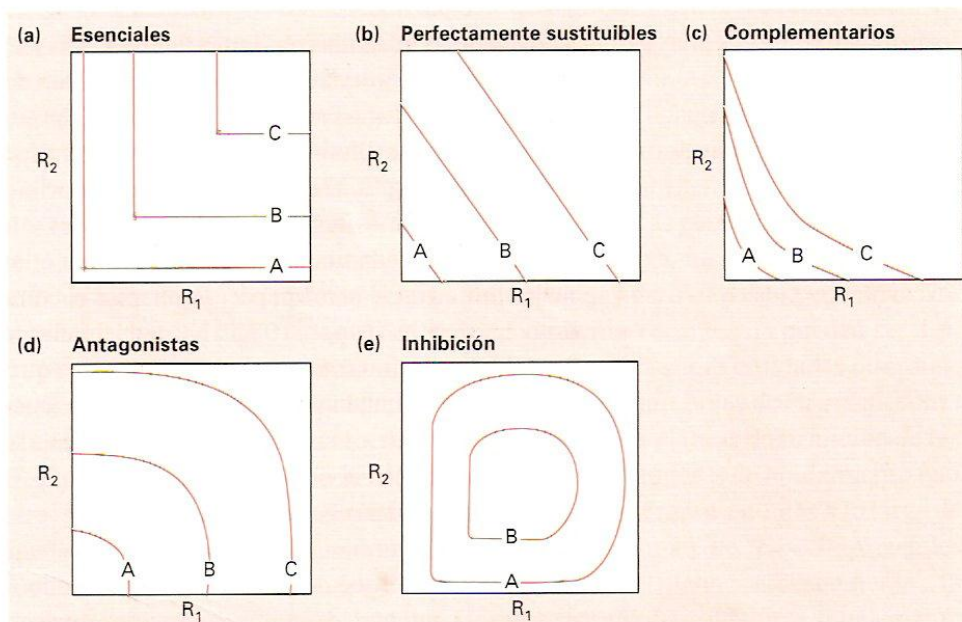 (a) Esenciales
R2
C
B
A
R1
(b) Perfectamente sustituibles
R2
A
B
C
R1
(c) Complementarios
R2
A
B
C
R1
(d) Antagonistas
R2
A
B
C
R1
(e) Inhibición
R2
B
A
R1